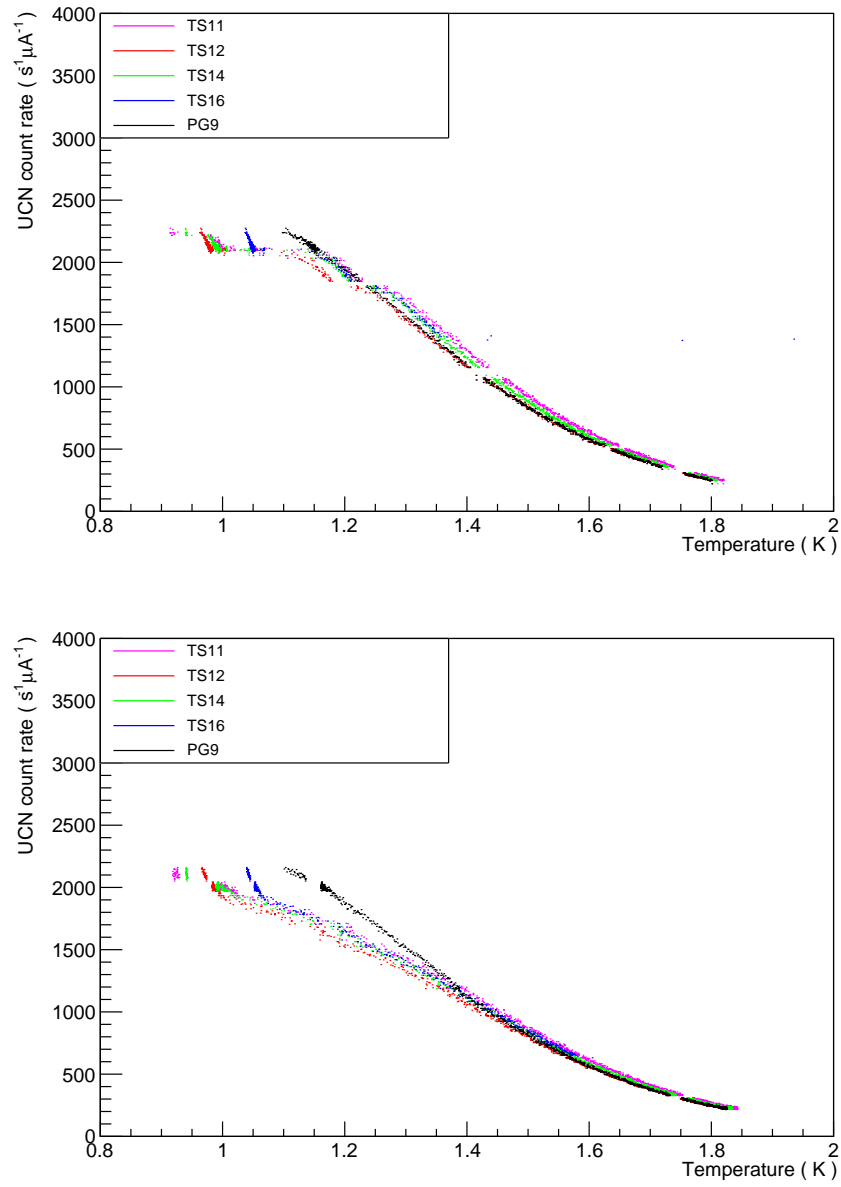 UCN count rate ( s⁻¹μA⁻¹ )
4000
3500
3000
2500
2000
1500
1000
500
0
TS11
TS12
TS14
TS16
PG9
0.8 1 1.2 1.4 1.6 1.8 2
Temperature ( K )
UCN count rate ( s⁻¹μA⁻¹ )
4000
3500
3000
2500
2000
1500
1000
500
0
TS11
TS12
TS14
TS16
PG9
0.8 1 1.2 1.4 1.6 1.8 2
Temperature ( K )